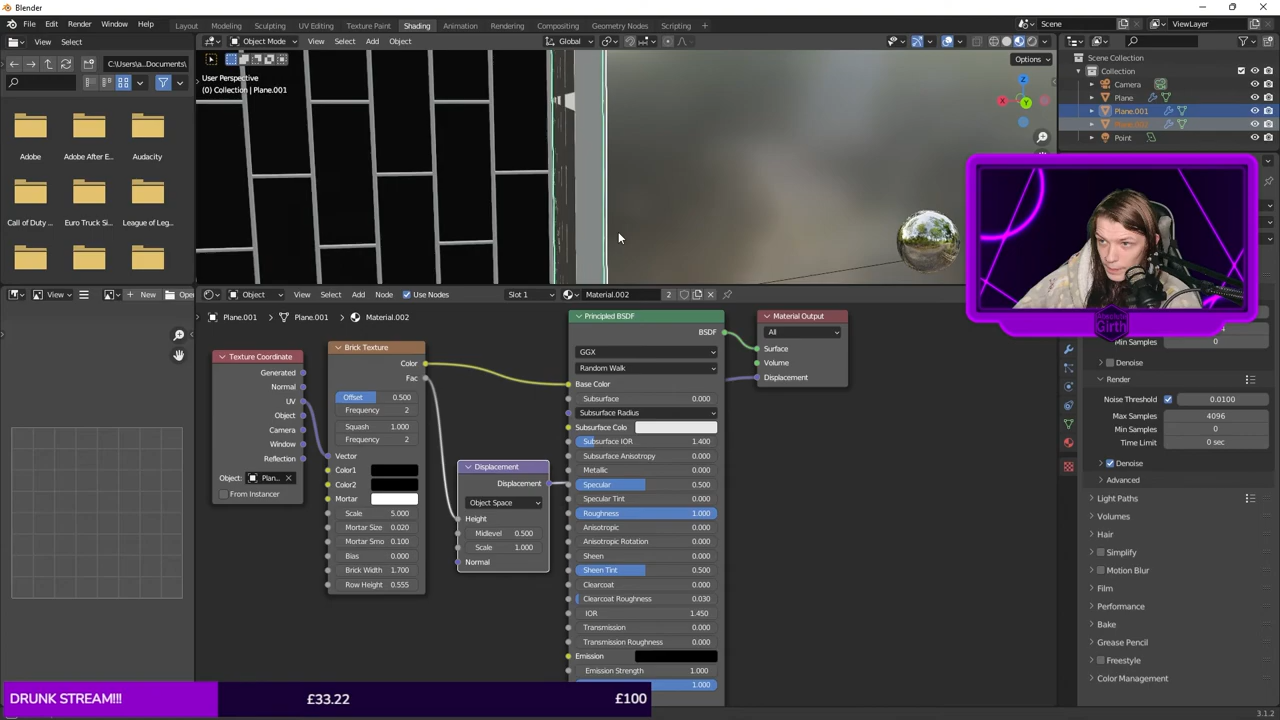 Blender
File Edit Render Window Help Layout Modeling Sculpting UV Editing Texture Paint Shading Animation Rendering Compositing Geometry Nodes Scripting + Scene ViewLayer
View Select Object Mode View Select Add Object Global
C:\Users\a...Documents\
Options
User Perspective
(0) Collection | Plane.001
Adobe Adobe After E... Audacity
Call of Duty ... Euro Truck Si... League of Leg...
Scene Collection
Collection
Camera
Plane
Plane.001
Point
View New Open
Object View Select Add Node Use Nodes Slot 1 Material.002 2
Plane.001 > Plane.001 > Material.002
Texture Coordinate
Generated
Normal
UV
Object
Camera
Window
Reflection
Object: Plan...
From Instancer
Brick Texture
Color
Fac
Offset 0.500
Frequency 2
Squash 1.000
Frequency 2
Vector
Color1
Color2
Mortar
Scale 5.000
Mortar Size 0.020
Mortar Smo 0.100
Bias 0.000
Brick Width 1.700
Row Height 0.555
Displacement
Displacement
Object Space
Height
Midlevel 0.500
Scale 1.000
Normal
Principled BSDF
BSDF
GGX
Random Walk
Base Color
Subsurface 0.000
Subsurface Radius
Subsurface Colo
Subsurface IOR 1.400
Subsurface Anisotropy 0.000
Metallic 0.000
Specular 0.500
Specular Tint 0.000
Roughness 1.000
Anisotropic 0.000
Anisotropic Rotation 0.000
Sheen 0.000
Sheen Tint 0.500
Clearcoat 0.000
Clearcoat Roughness 0.030
IOR 1.450
Transmission 0.000
Transmission Roughness 0.000
Emission
Emission Strength 1.000
1.000
Material Output
All
Surface
Volume
Displacement
Min Samples 0
Denoise
Render
Noise Threshold 0.0100
Max Samples 4096
Min Samples 0
Time Limit 0 sec
Denoise
Advanced
Light Paths
Volumes
Hair
Simplify
Motion Blur
Film
Performance
Bake
Grease Pencil
Freestyle
Color Management
DRUNK STREAM!!! £33.22 £100
3.1.2